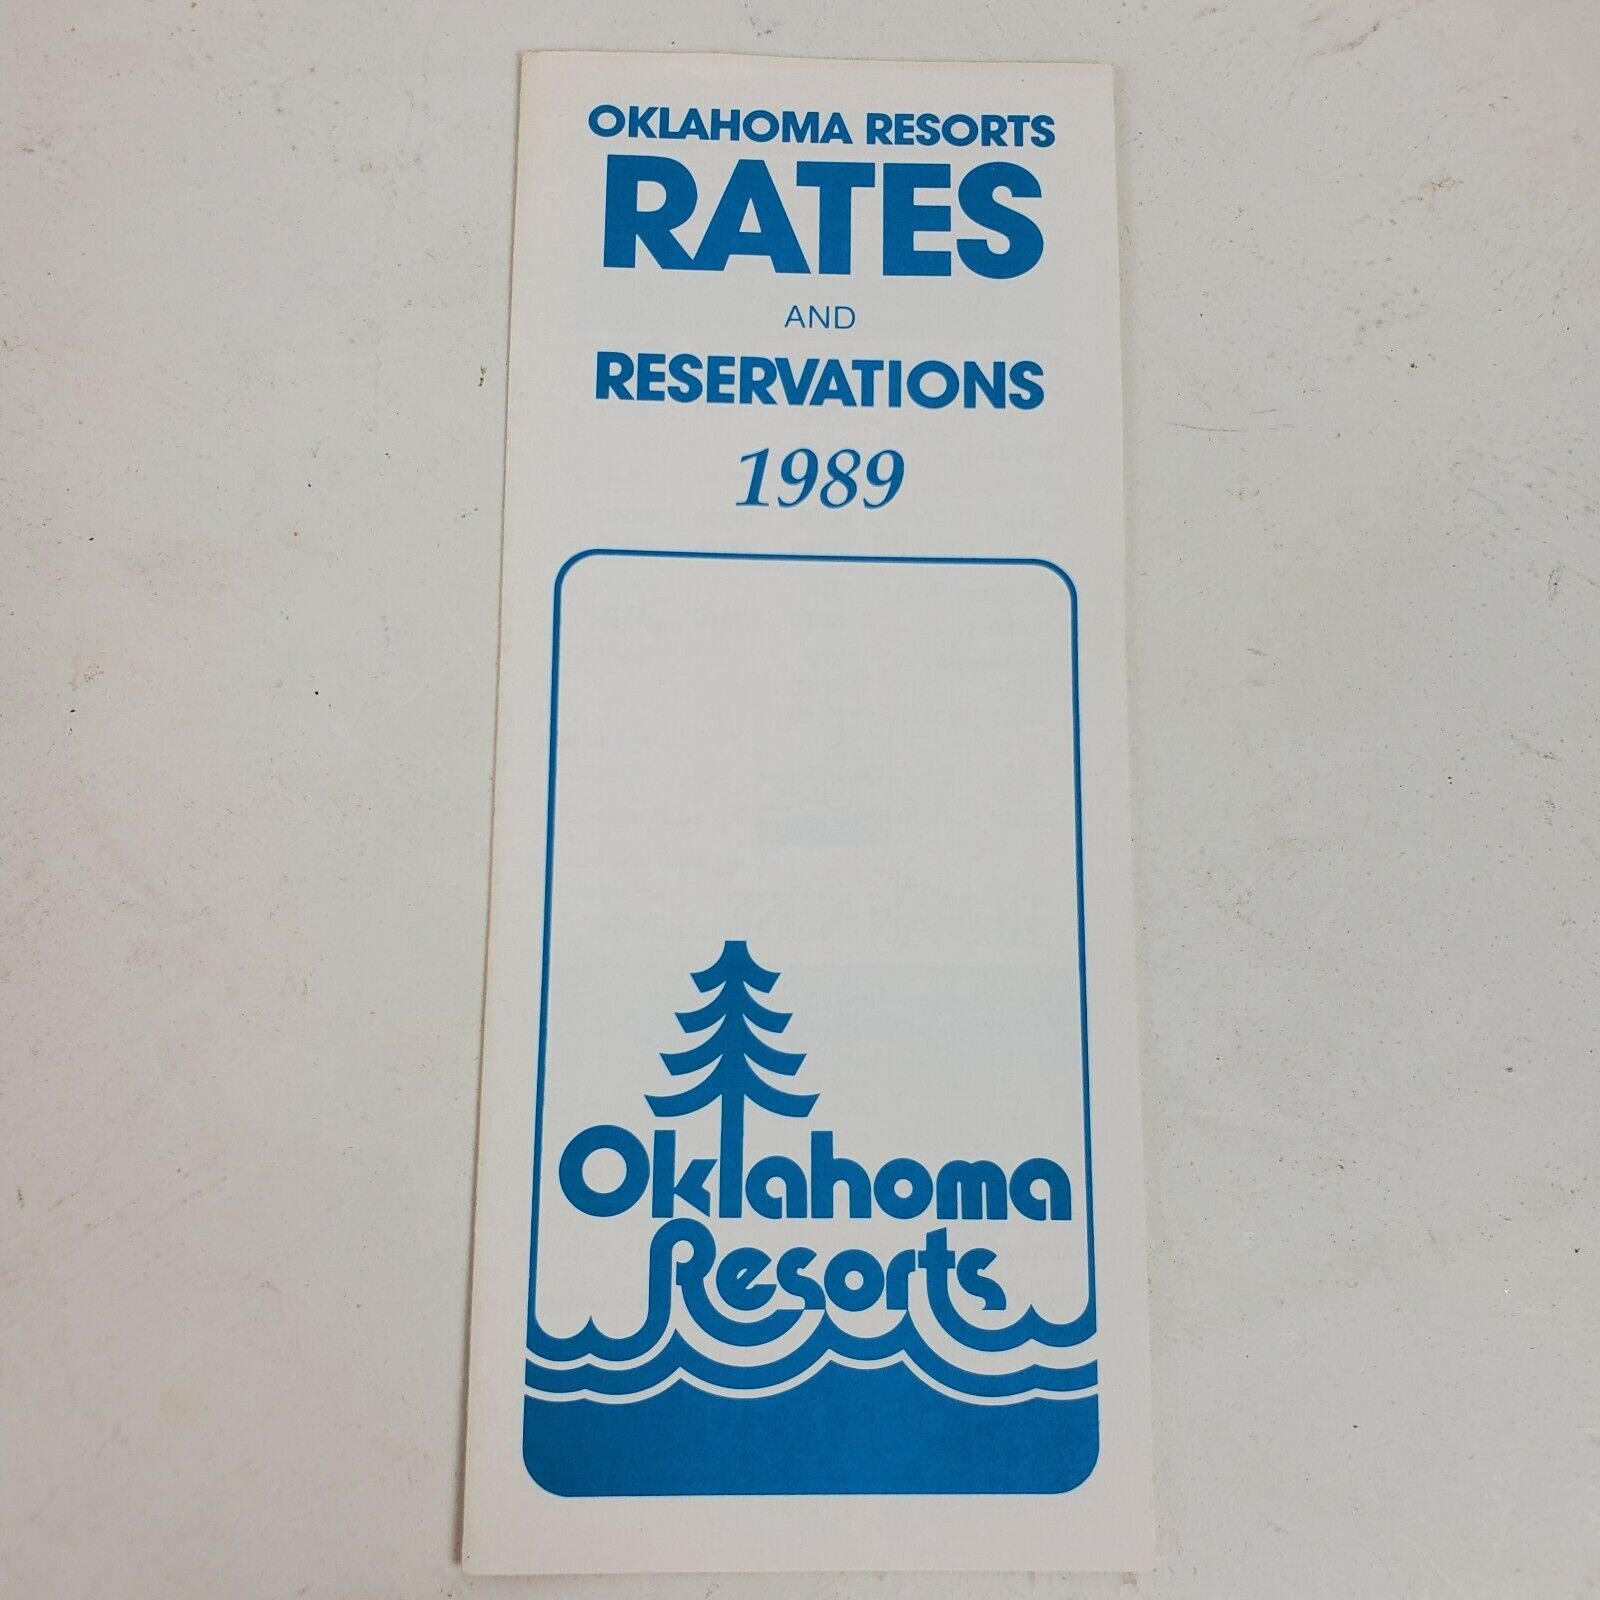 OKLAHOMA RESORTS
RATES
AND
RESERVATIONS
1989
Oklahoma
Resorts